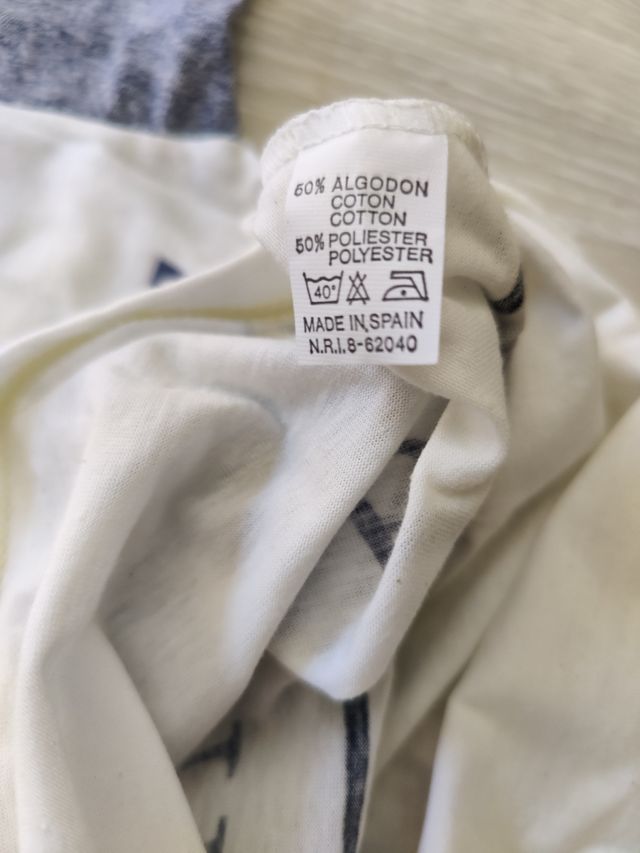 50% ALGODON
COTON
COTTON
50% POLIESTER
POLYESTER
40°
MADE IN SPAIN
N.R.I. 8-62040